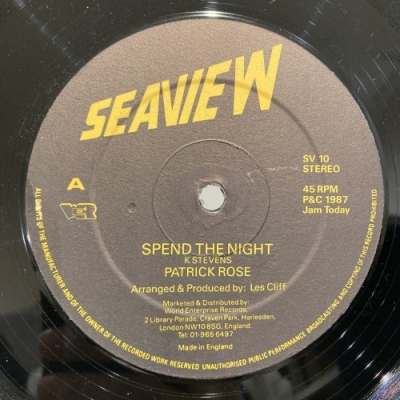 SEAVIEW
SV 10
STEREO
A
45 RPM
P&C 1987
Jam Today
WER
SPEND THE NIGHT
K STEVENS
PATRICK ROSE
Arranged & Produced by: Les Cliff
Marketed & Distributed by:
World Enterprise Records,
2 Library Parade, Craven Park, Harlesden,
London NW10 8SG, England.
Tel: 01-965 6497
Made in England
ALL RIGHTS OF THE MANUFACTURER AND OF THE OWNER OF THE RECORDED WORK RESERVED UNAUTHORISED PUBLIC PERFORMANCE BROADCASTING AND COPYING OF THIS RECORD PROHIBITED